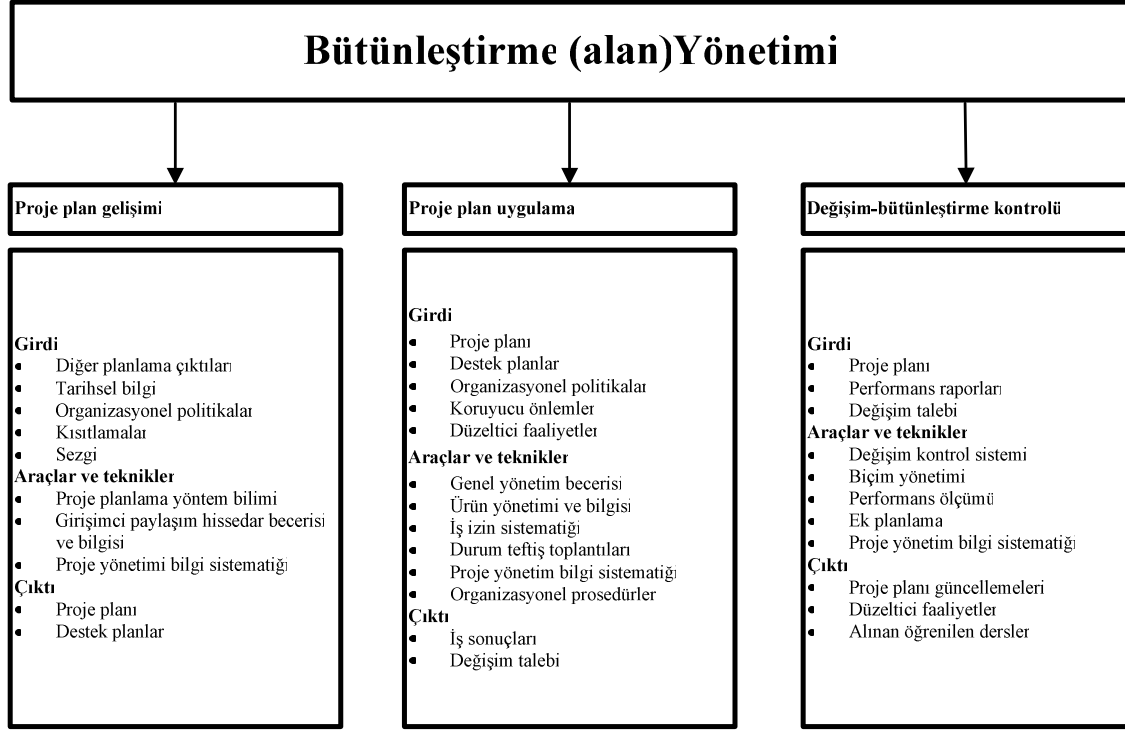 Bütünleştirme (alan)Yönetimi
Proje plan gelişimi
Girdi
• Diğer planlama çıktıları
• Tarihsel bilgi
• Organizasyonel politikalar
• Kısıtlamalar
• Sezgi
Araçlar ve teknikler
• Proje planlama yöntem bilimi
• Girişimci paylaşım hissedar becerisi
ve bilgisi
• Proje yönetimi bilgi sistematiği
Çıktı
• Proje planı
• Destek planlar
Proje plan uygulama
Girdi
• Proje planı
• Destek planlar
• Organizasyonel politikalar
• Koruyucu önlemler
• Düzeltici faaliyetler
Araçlar ve teknikler
• Genel yönetim becerisi
• Ürün yönetimi ve bilgisi
• İş izin sistematiği
• Durum teftiş toplantıları
• Proje yönetim bilgi sistematiği
• Organizasyonel prosedürler
Çıktı
• İş sonuçları
• Değişim talebi
Değişim-bütünleştirme kontrolü
Girdi
• Proje planı
• Performans raporları
• Değişim talebi
Araçlar ve teknikler
• Değişim kontrol sistemi
• Biçim yönetimi
• Performans ölçümü
• Ek planlama
• Proje yönetim bilgi sistematiği
Çıktı
• Proje planı güncellemeleri
• Düzeltici faaliyetler
• Alınan öğrenilen dersler